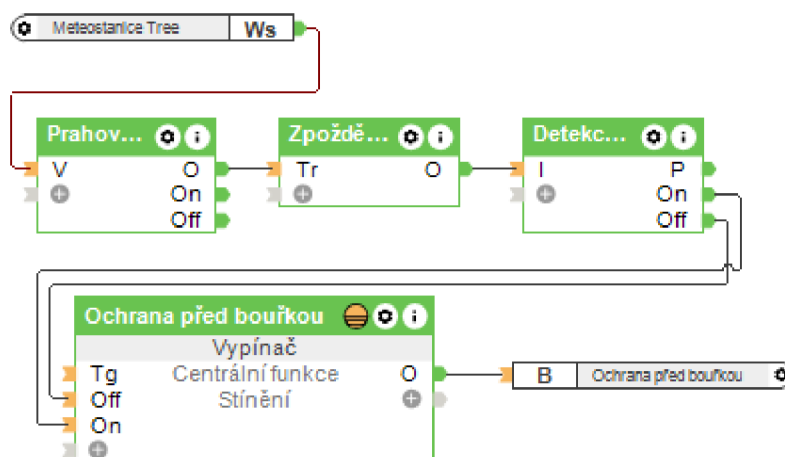 Meteostanice Tree Ws
Prahov...
V O
On
Off
Zpoždě...
Tr O
Detekc...
I P
On
Off
Ochrana před bouřkou
Vypínač
Tg Centrální funkce O
Off Stínění
On
B Ochrana před bouřkou